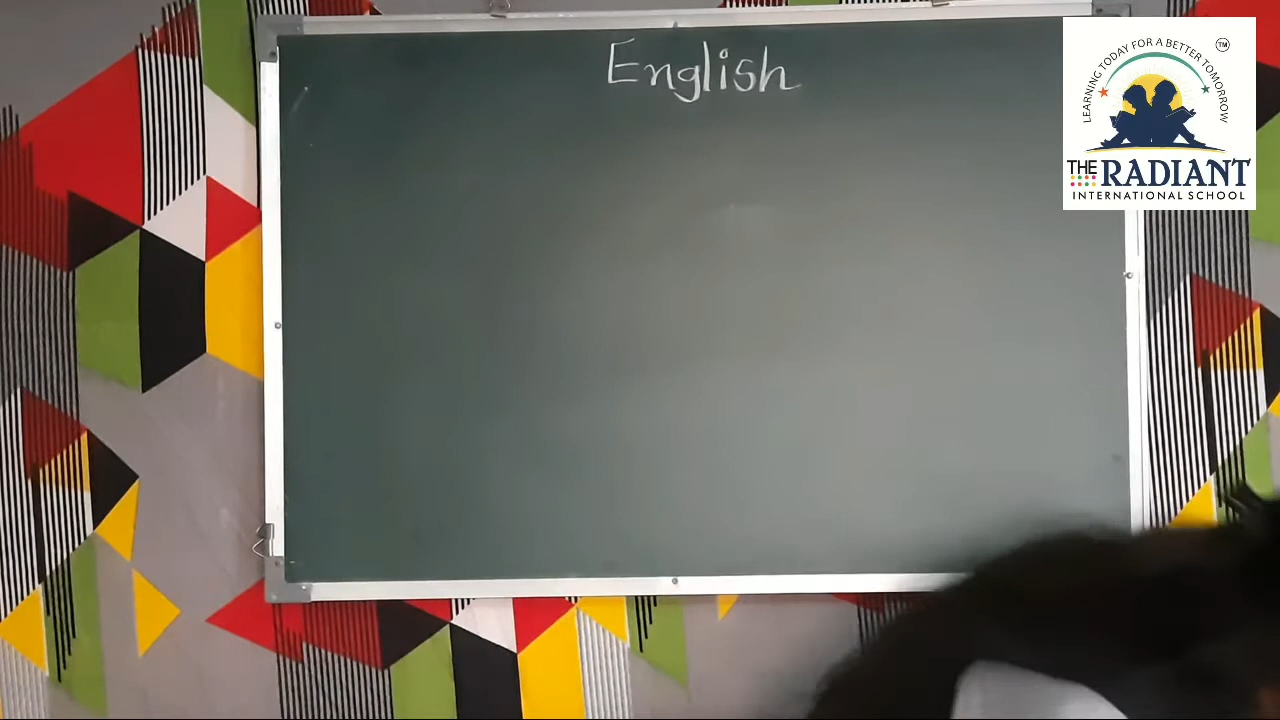 English
LEARNING TODAY FOR A BETTER TOMORROW
TM
THE RADIANT
INTERNATIONAL SCHOOL